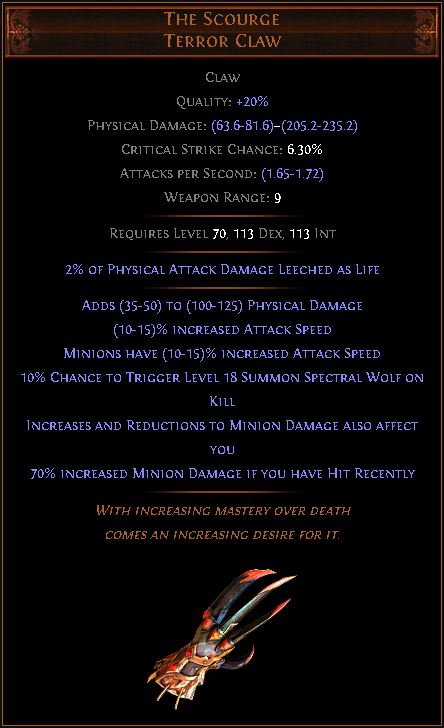 The Scourge
Terror Claw
Claw
Quality: +20%
Physical Damage: (63.6-81.6)–(205.2-235.2)
Critical Strike Chance: 6.30%
Attacks per Second: (1.65-1.72)
Weapon Range: 9
Requires Level 70, 113 Dex, 113 Int
2% of Physical Attack Damage Leeched as Life
Adds (35-50) to (100-125) Physical Damage
(10-15)% increased Attack Speed
Minions have (10-15)% increased Attack Speed
10% Chance to Trigger Level 18 Summon Spectral Wolf on
Kill
Increases and Reductions to Minion Damage also affect
you
70% increased Minion Damage if you have Hit Recently
With increasing mastery over death
comes an increasing desire for it.